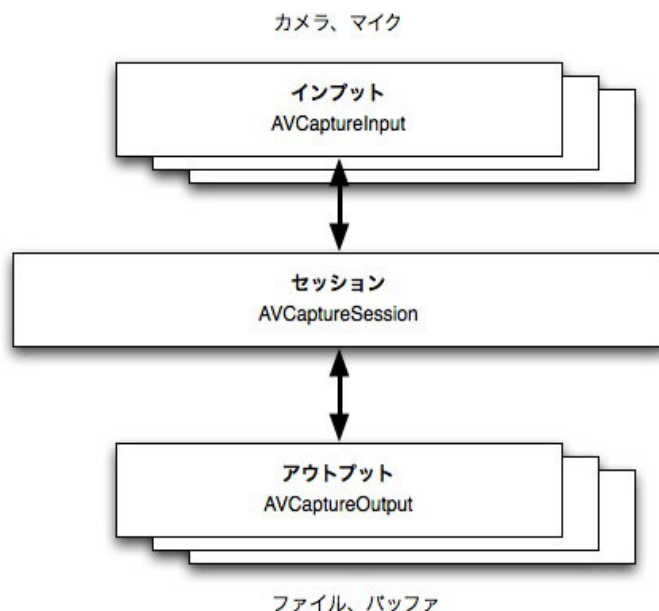 カメラ、マイク
インプット
AVCaptureInput
セッション
AVCaptureSession
アウトプット
AVCaptureOutput
ファイル、バッファ